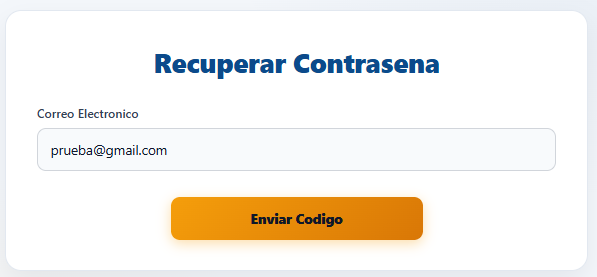 Recuperar Contrasena
Correo Electronico
prueba@gmail.com
Enviar Codigo